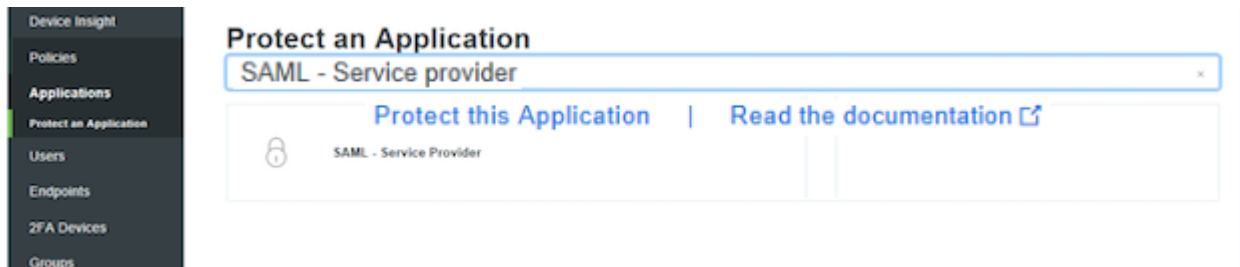 Device Insight
Policies
Applications
Protect an Application
Users
Endpoints
2FA Devices
Groups
Protect an Application
SAML - Service provider ×
Protect this Application | Read the documentation
SAML - Service Provider